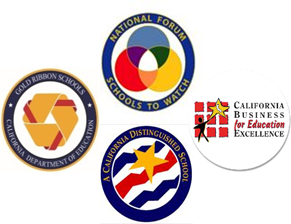 NATIONAL FORUM
SCHOOLS TO WATCH
GOLD RIBBON SCHOOLS
CALIFORNIA DEPARTMENT OF EDUCATION
CALIFORNIA
BUSINESS
for Education
EXCELLENCE
A CALIFORNIA DISTINGUISHED SCHOOL